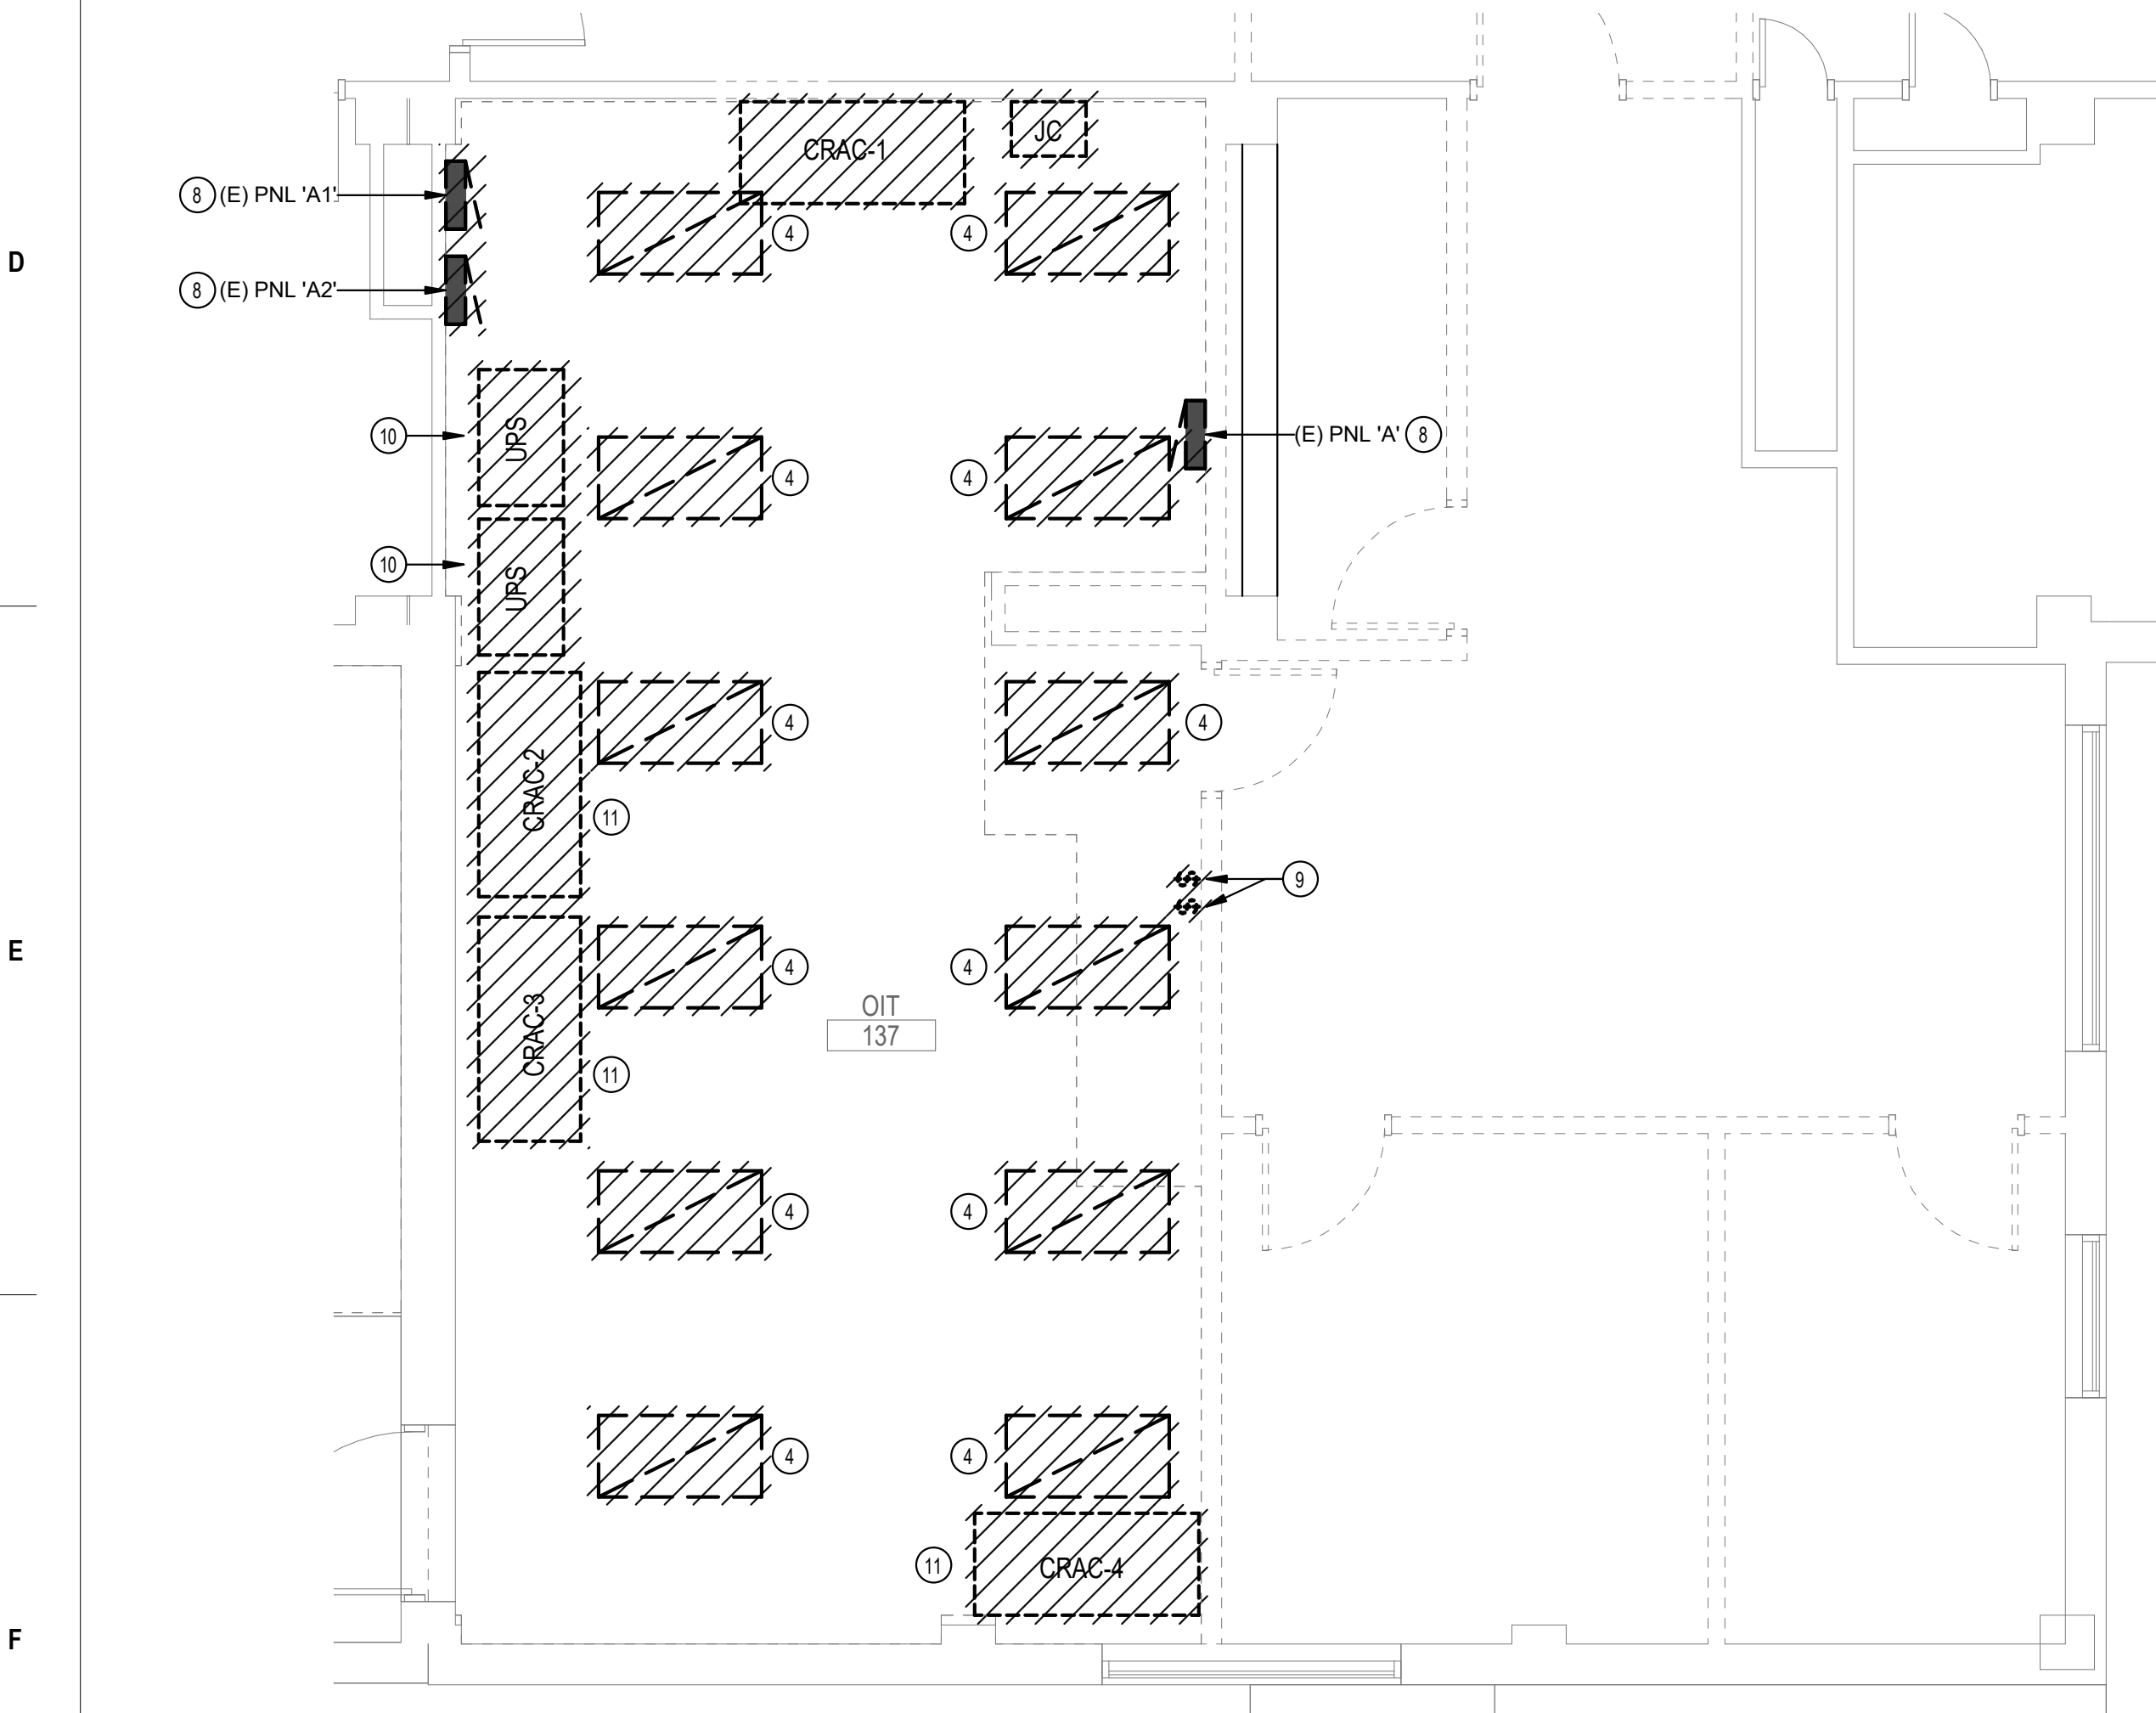 CRAC-1
JC
8 (E) PNL 'A1'
4
4
D
8 (E) PNL 'A2'
UPS
10
(E) PNL 'A' 8
4
4
10
UPS
4
4
CRAC-2
11
9
E
4
4
OIT
137
CRAC-3
11
4
4
4
4
11
CRAC-4
F